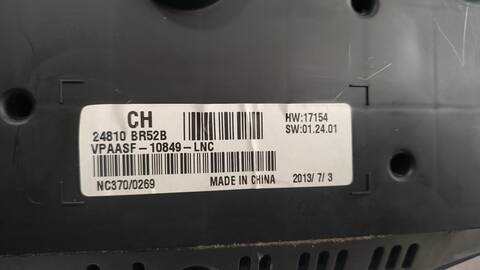 CH
24810 BR52B
VPAASF-10849-LNC
HW:17154
SW:01.24.01
NC370/0269
MADE IN CHINA
2013/ 7/ 3